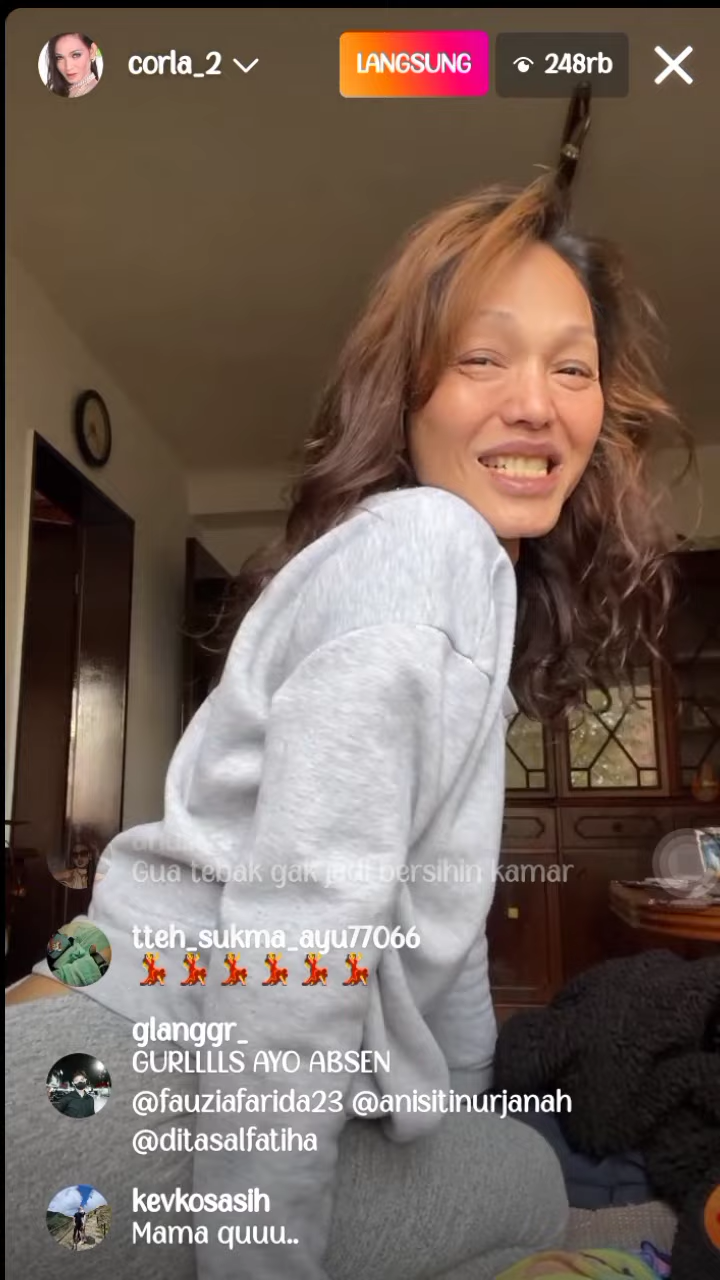 corla_2
LANGSUNG
248rb
Gua tebak gak jadi bersihin kamar
tteh_sukma_ayu77066
💃💃💃💃💃💃
glanggr_
GURLLLLS AYO ABSEN
@fauziafarida23 @anisitinurjanah
@ditasalfatiha
kevkosasih
Mama quuu..